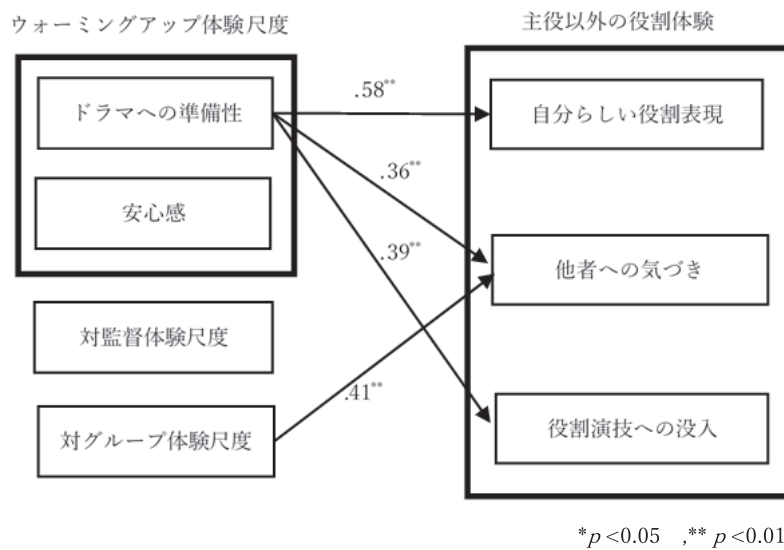 ウォーミングアップ体験尺度
主役以外の役割体験
ドラマへの準備性
.58**
自分らしい役割表現
.36**
安心感
.39**
他者への気づき
対監督体験尺度
.41**
対グループ体験尺度
役割演技への没入
*p <0.05 ,** p <0.01